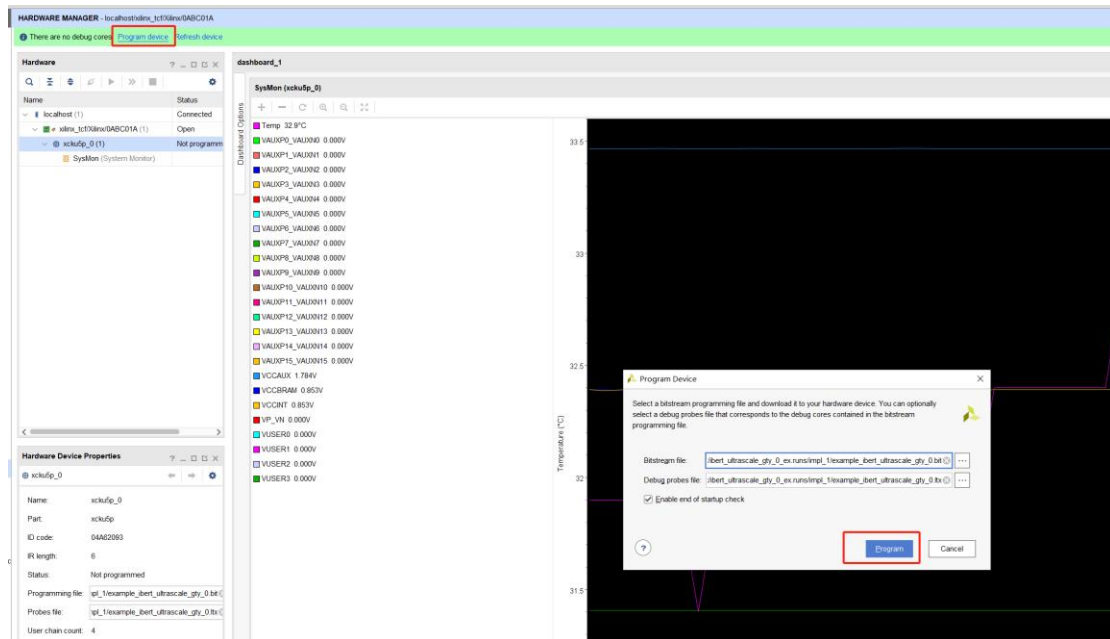 HARDWARE MANAGER - localhost/xilinx_tcf/Xilinx/0ABC01A
There are no debug cores. Program device Refresh device
Hardware
Name Status
localhost (1) Connected
xilinx_tcf/Xilinx/0ABC01A (1) Open
xcku5p_0 (1) Not programm
SysMon (System Monitor)
Hardware Device Properties
xcku5p_0
Name: xcku5p_0
Part: xcku5p
ID code: 04A62093
IR length: 6
Status: Not programmed
Programming file: ipl_1/example_ibert_ultrascale_gty_0.bit
Probes file: ipl_1/example_ibert_ultrascale_gty_0.ltx
User chain count: 4
dashboard_1
Dashboard Options
SysMon (xcku5p_0)
Temp 32.9°C
VAUXP0_VAUXN0 0.000V
VAUXP1_VAUXN1 0.000V
VAUXP2_VAUXN2 0.000V
VAUXP3_VAUXN3 0.000V
VAUXP4_VAUXN4 0.000V
VAUXP5_VAUXN5 0.000V
VAUXP6_VAUXN6 0.000V
VAUXP7_VAUXN7 0.000V
VAUXP8_VAUXN8 0.000V
VAUXP9_VAUXN9 0.000V
VAUXP10_VAUXN10 0.000V
VAUXP11_VAUXN11 0.000V
VAUXP12_VAUXN12 0.000V
VAUXP13_VAUXN13 0.000V
VAUXP14_VAUXN14 0.000V
VAUXP15_VAUXN15 0.000V
VCCAUX 1.784V
VCCBRAM 0.853V
VCCINT 0.853V
VP_VN 0.000V
VUSER0 0.000V
VUSER1 0.000V
VUSER2 0.000V
VUSER3 0.000V
33.5
33
32.5
32
31.5
Temperature (°C)
Program Device
Select a bitstream programming file and download it to your hardware device. You can optionally
select a debug probes file that corresponds to the debug cores contained in the bitstream
programming file.
Bitstream file: :/ibert_ultrascale_gty_0_ex.runs/impl_1/example_ibert_ultrascale_gty_0.bit
Debug probes file: :/ibert_ultrascale_gty_0_ex.runs/impl_1/example_ibert_ultrascale_gty_0.ltx
Enable end of startup check
Program
Cancel